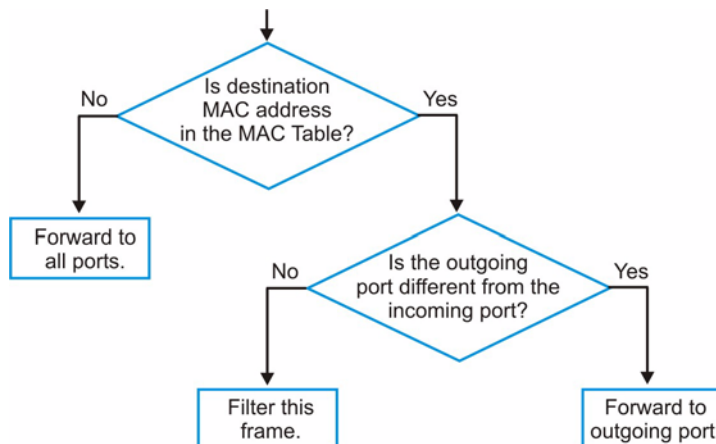 Is destination
MAC address
in the MAC Table?
No
Yes
Forward to
all ports.
Is the outgoing
port different from the
incoming port?
No
Yes
Filter this
frame.
Forward to
outgoing port